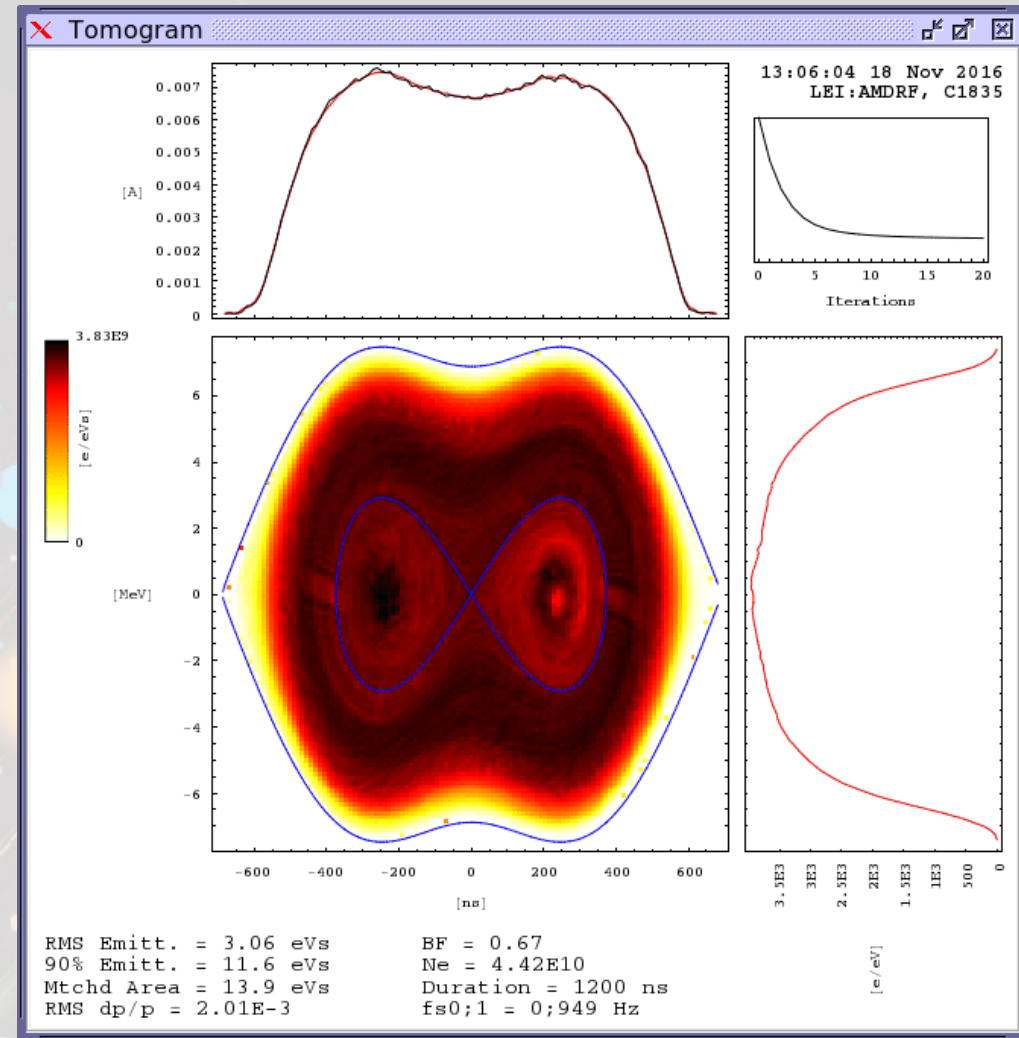 Tomogram
13:06:04 18 Nov 2016
LEI:AMDRF, C1835
0.007
0.006
0.005
0.004
0.003
0.002
0.001
0
[A]
0 5 10 15 20
Iterations
3.83E9
0
[e/eVs]
6
4
2
0
-2
-4
-6
[MeV]
-600 -400 -200 0 200 400 600
[ns]
3.5E3 3E3 2.5E3 2E3 1.5E3 1E3 500 0
[e/eV]
RMS Emitt. = 3.06 eVs
90% Emitt. = 11.6 eVs
Mtchd Area = 13.9 eVs
RMS dp/p = 2.01E-3
BF = 0.67
Ne = 4.42E10
Duration = 1200 ns
fs0;1 = 0;949 Hz